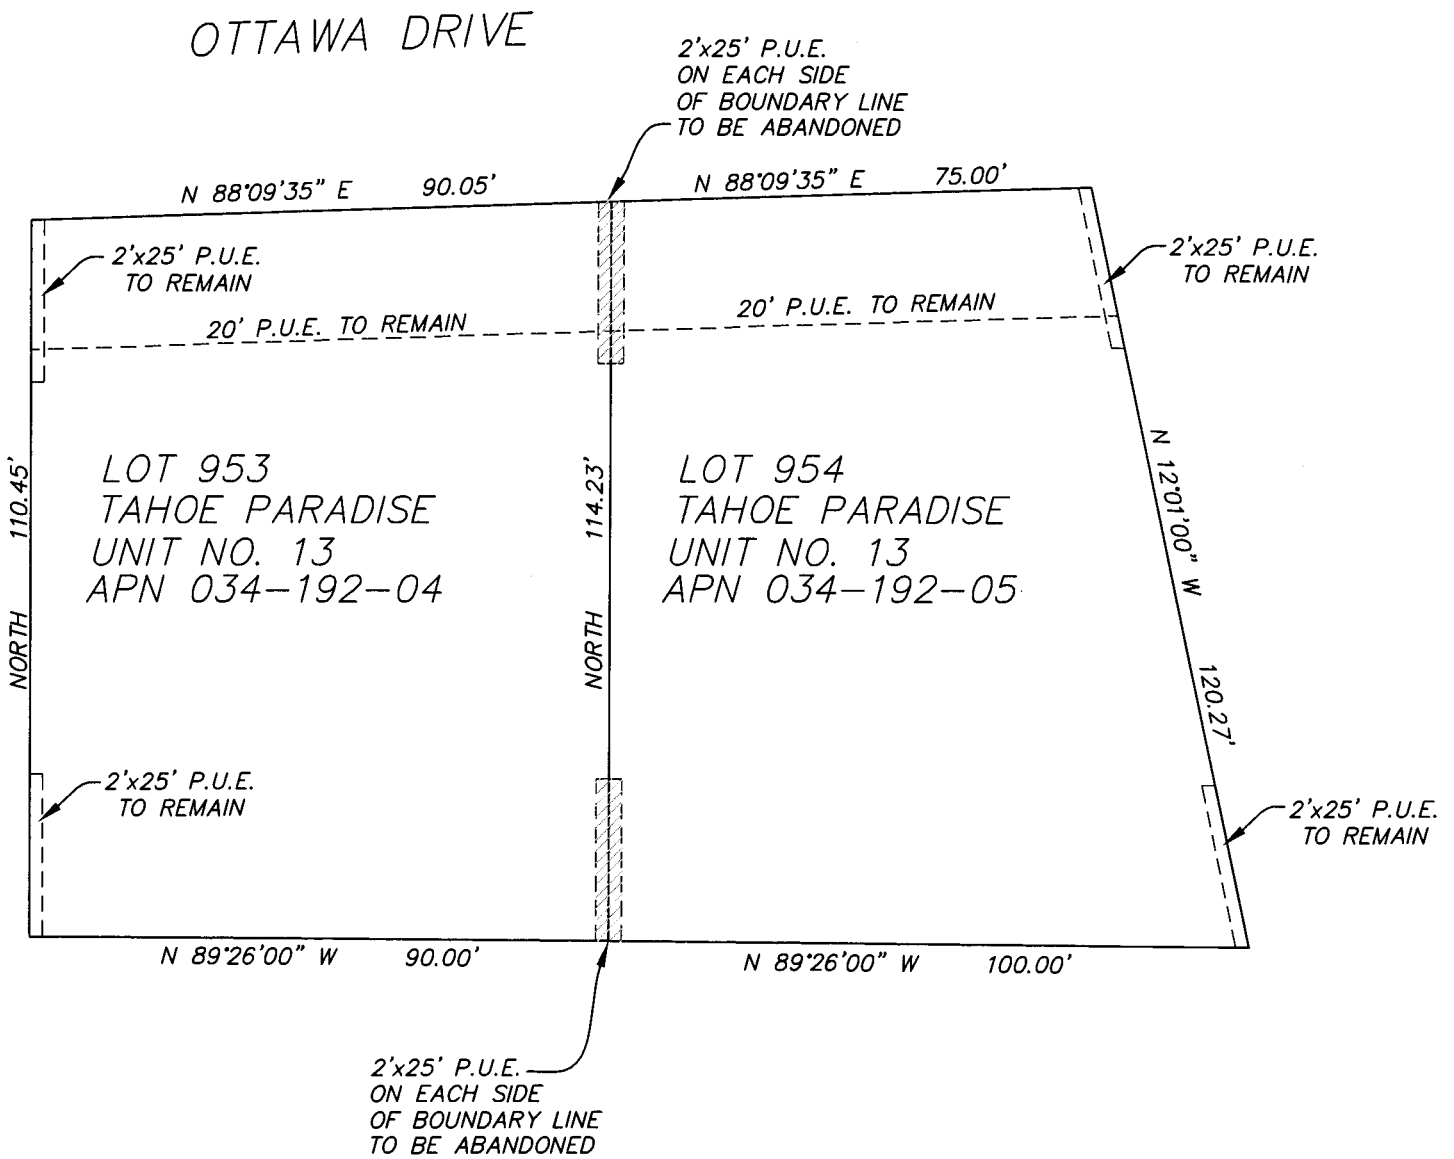 OTTAWA DRIVE
2'x25' P.U.E.
ON EACH SIDE
OF BOUNDARY LINE
TO BE ABANDONED
N 88°09'35" E 90.05'
N 88°09'35" E 75.00'
2'x25' P.U.E.
TO REMAIN
2'x25' P.U.E.
TO REMAIN
20' P.U.E. TO REMAIN
20' P.U.E. TO REMAIN
NORTH 110.45'
LOT 953
TAHOE PARADISE
UNIT NO. 13
APN 034-192-04
NORTH 114.23'
LOT 954
TAHOE PARADISE
UNIT NO. 13
APN 034-192-05
N 12°01'00" W 120.27'
2'x25' P.U.E.
TO REMAIN
2'x25' P.U.E.
TO REMAIN
N 89°26'00" W 90.00'
N 89°26'00" W 100.00'
2'x25' P.U.E.
ON EACH SIDE
OF BOUNDARY LINE
TO BE ABANDONED